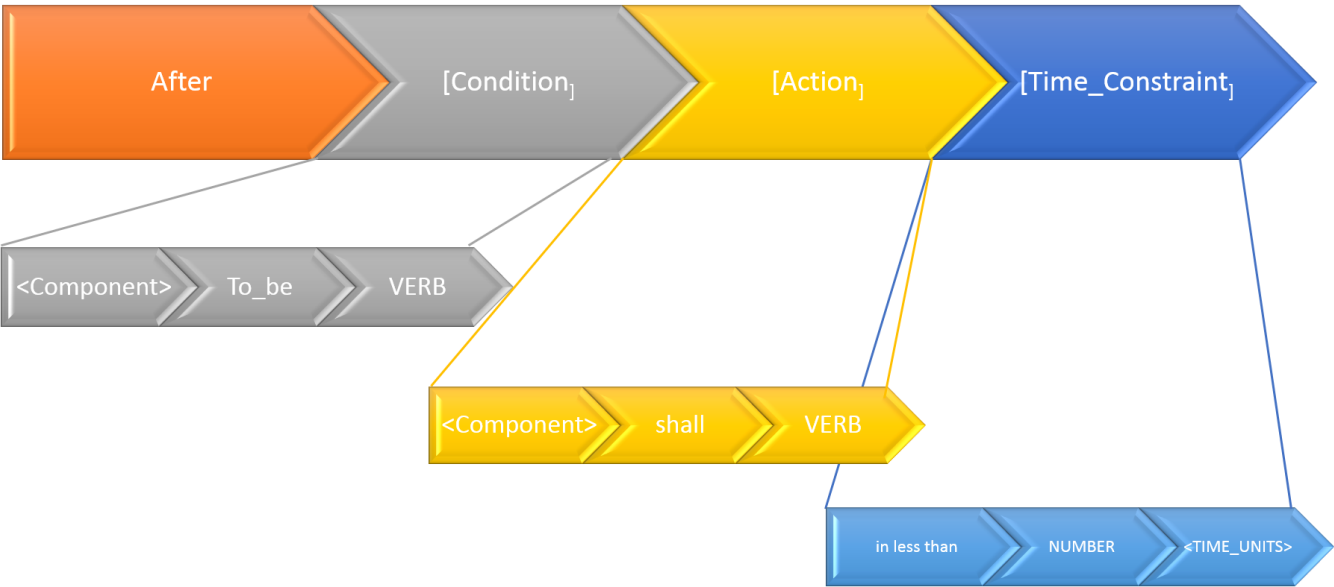 After [Condition] [Action] [Time_Constraint]
<Component> To_be VERB
<Component> shall VERB
in less than NUMBER <TIME_UNITS>